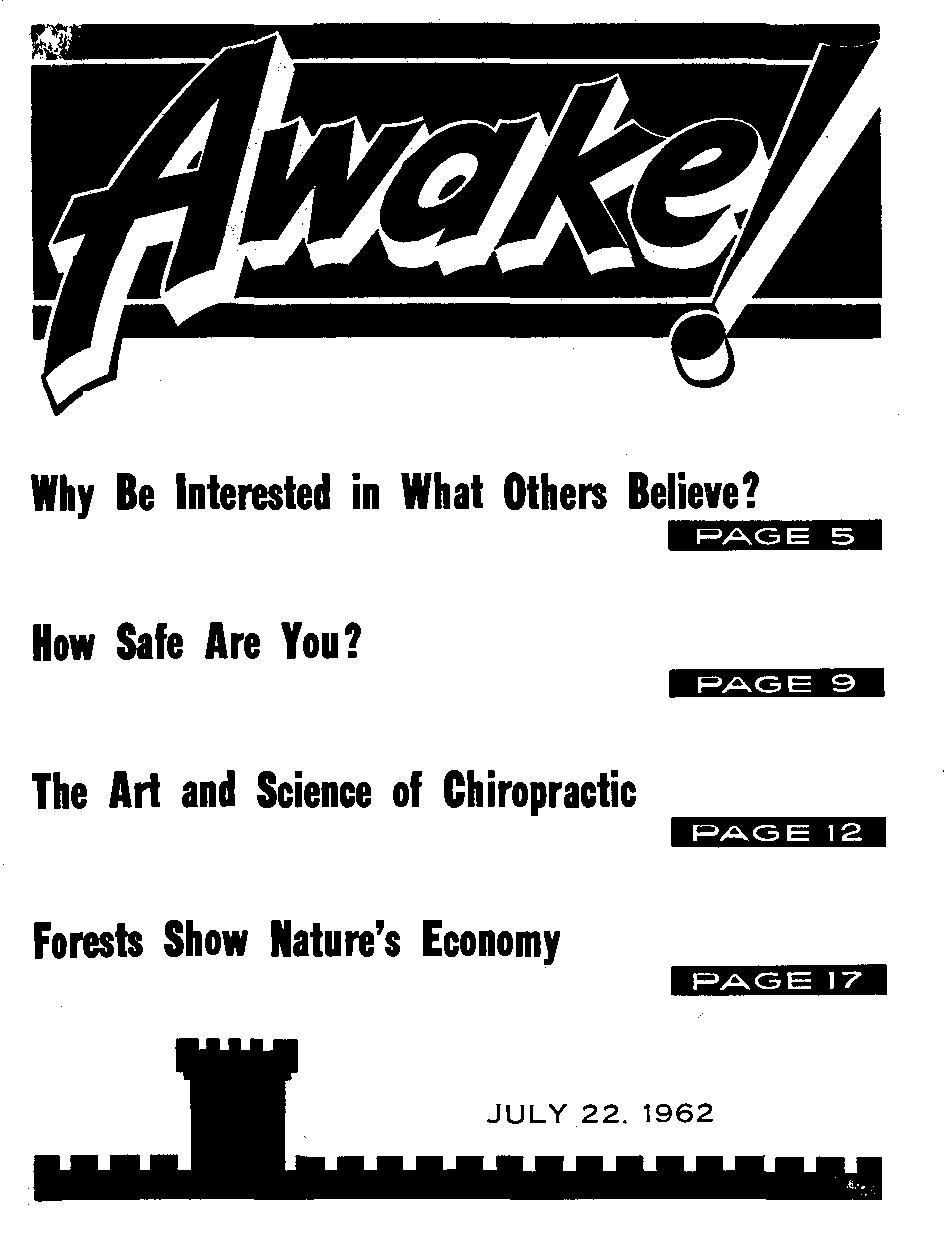 Awake!
Why Be Interested in What Others Believe?
PAGE 5
How Safe Are You?
PAGE 9
The Art and Science of Chiropractic
PAGE 12
Forests Show Nature's Economy
PAGE 17
JULY 22, 1962